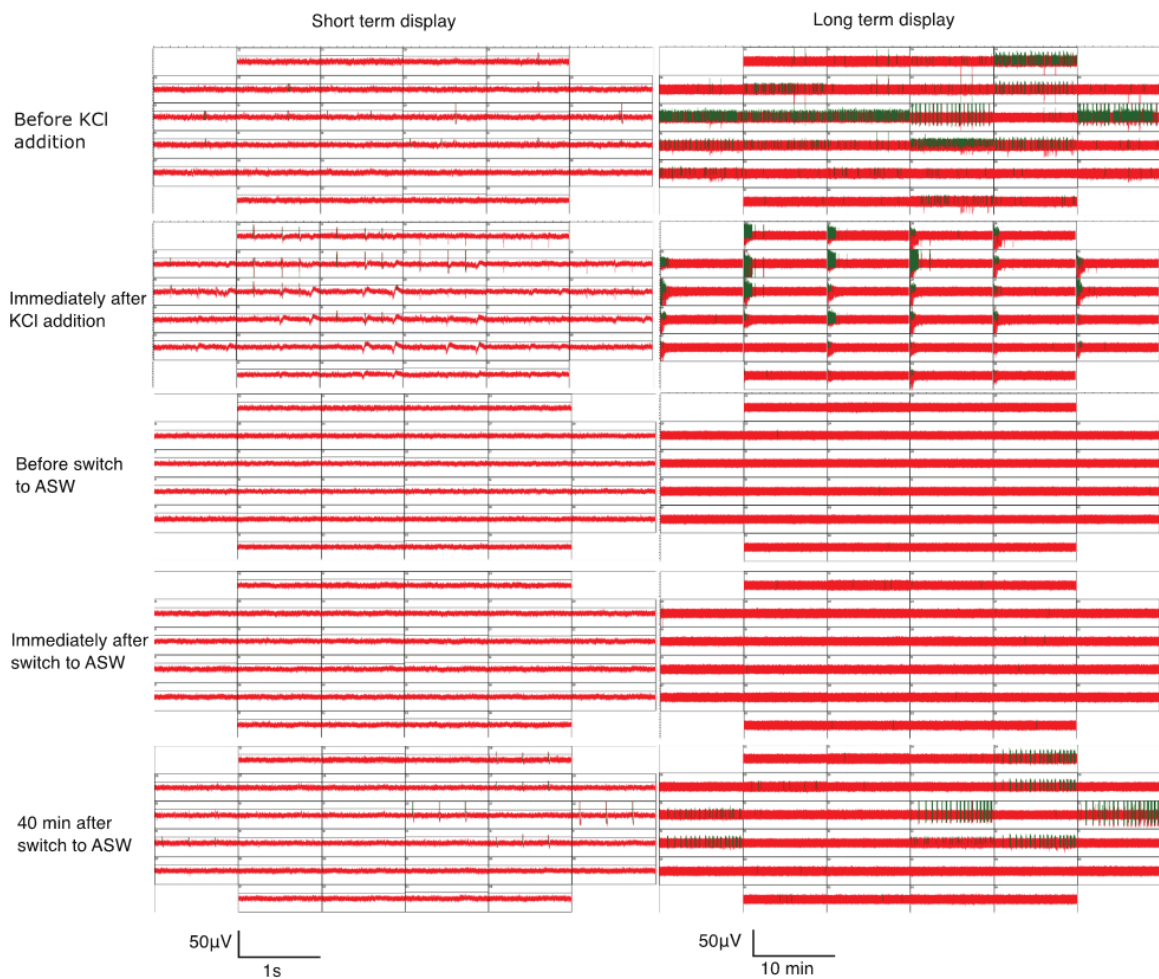 Short term display
Long term display
Before KCl
addition
Immediately after
KCl addition
Before switch
to ASW
Immediately after
switch to ASW
40 min after
switch to ASW
50µV
1s
50µV
10 min